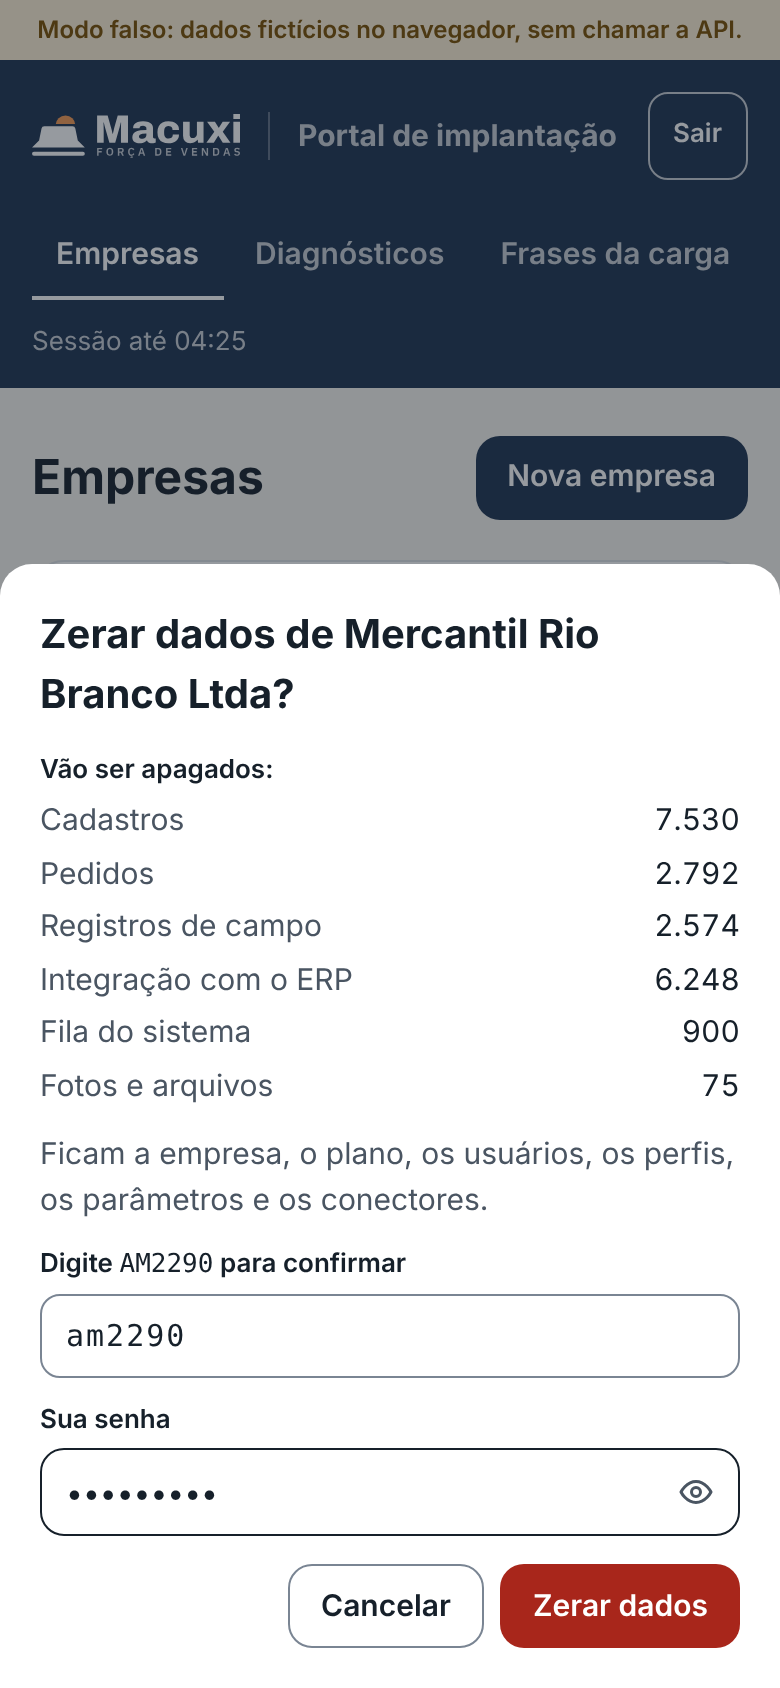 Modo falso: dados fictícios no navegador, sem chamar a API.
Macuxi
FORÇA DE VENDAS
Portal de implantação
Sair
Empresas
Diagnósticos
Frases da carga
Sessão até 04:25
Empresas
Nova empresa
Zerar dados de Mercantil Rio
Branco Ltda?
Vão ser apagados:
Cadastros 7.530
Pedidos 2.792
Registros de campo 2.574
Integração com o ERP 6.248
Fila do sistema 900
Fotos e arquivos 75
Ficam a empresa, o plano, os usuários, os perfis,
os parâmetros e os conectores.
Digite AM2290 para confirmar
am2290
Sua senha
•••••••••
Cancelar
Zerar dados